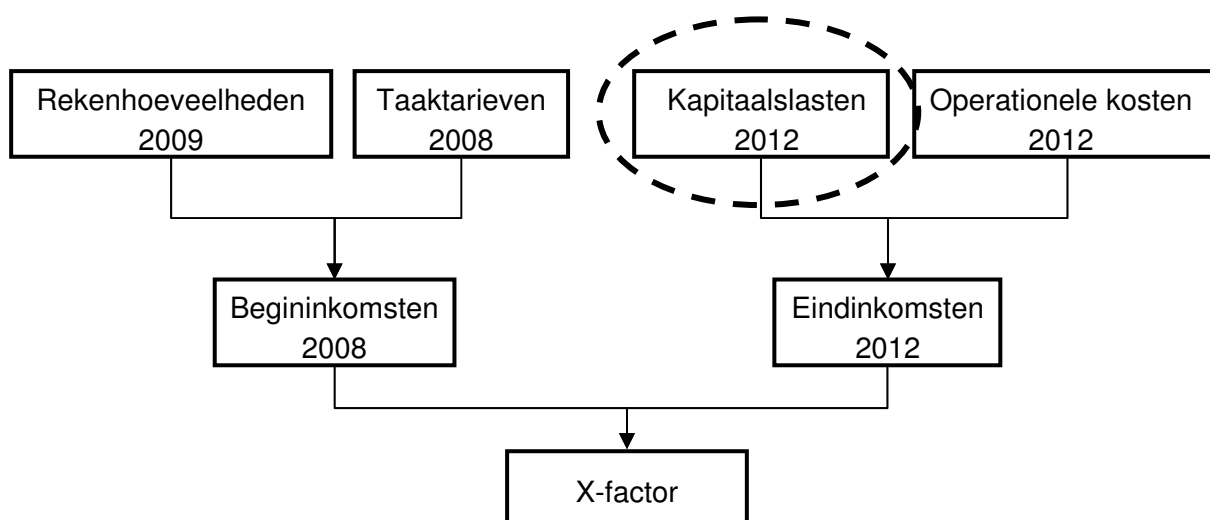 Rekenhoeveelheden
2009
Taaktarieven
2008
Kapitaalslasten
2012
Operationele kosten
2012
Begininkomsten
2008
Eindinkomsten
2012
X-factor